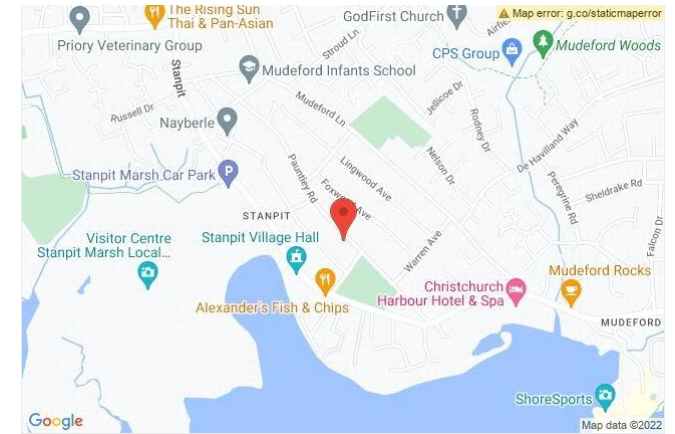 The Rising Sun
Thai & Pan-Asian
GodFirst Church
Airfie
Map error: g.co/staticmaperror
Priory Veterinary Group
Stroud Ln
CPS Group
Mudeford Woods
Stanpit
Mudeford Infants School
Russell Dr
Mudeford Ln
Jellicoe Dr
Rodney Dr
Nayberle
De Havilland Way
Nelson Dr
Lingwood Ave
Pauntley Rd
Stanpit Marsh Car Park
P
Foxwood Ave
Peregrine Rd
Sheldrake Rd
STANPIT
Falcon Dr
Visitor Centre
Stanpit Marsh Local...
Stanpit Village Hall
Warren Ave
Christchurch
Harbour Hotel & Spa
Mudeford Rocks
Alexander's Fish & Chips
MUDEFORD
ShoreSports
Google
Map data ©2022